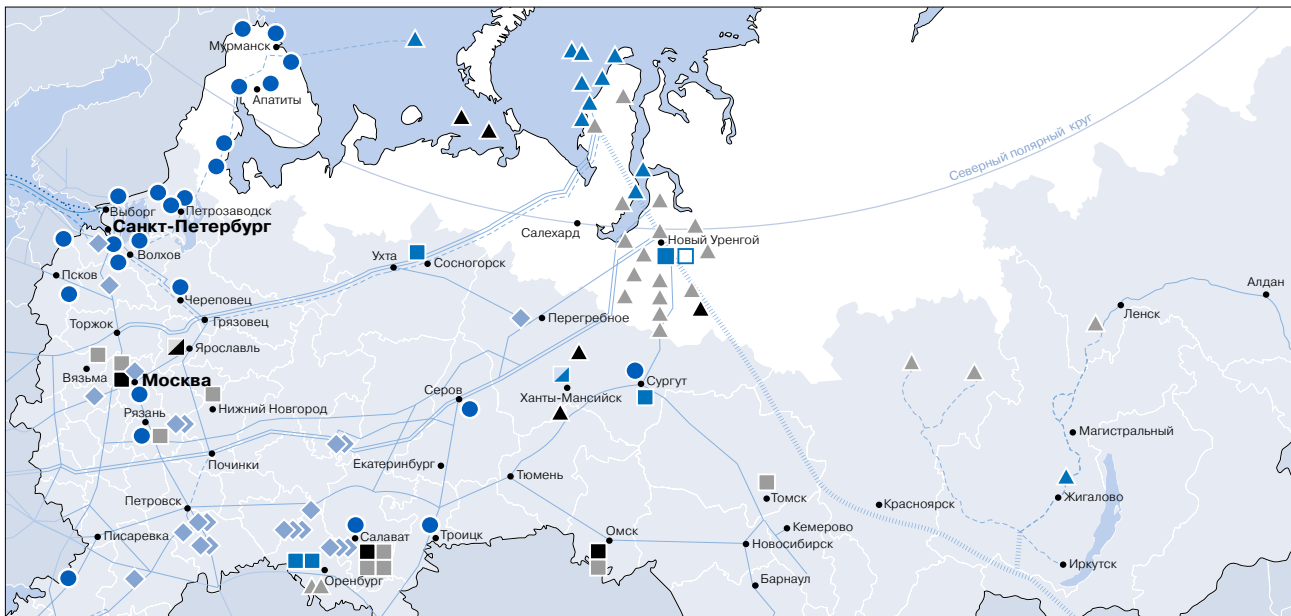 Мурманск
Апатиты
Северный полярный круг
Выборг
Петрозаводск
Санкт-Петербург
Волхов
Салехард
Новый Уренгой
Ухта
Сосногорск
Псков
Череповец
Алдан
Ленск
Торжок
Грязовец
Перегребное
Ярославль
Вязьма
Москва
Серов
Ханты-Мансийск
Сургут
Рязань
Нижний Новгород
Магистральный
Починки
Екатеринбург
Тюмень
Петровск
Томск
Красноярск
Жигалово
Писаревка
Салават
Троицк
Омск
Кемерово
Новосибирск
Оренбург
Барнаул
Иркутск